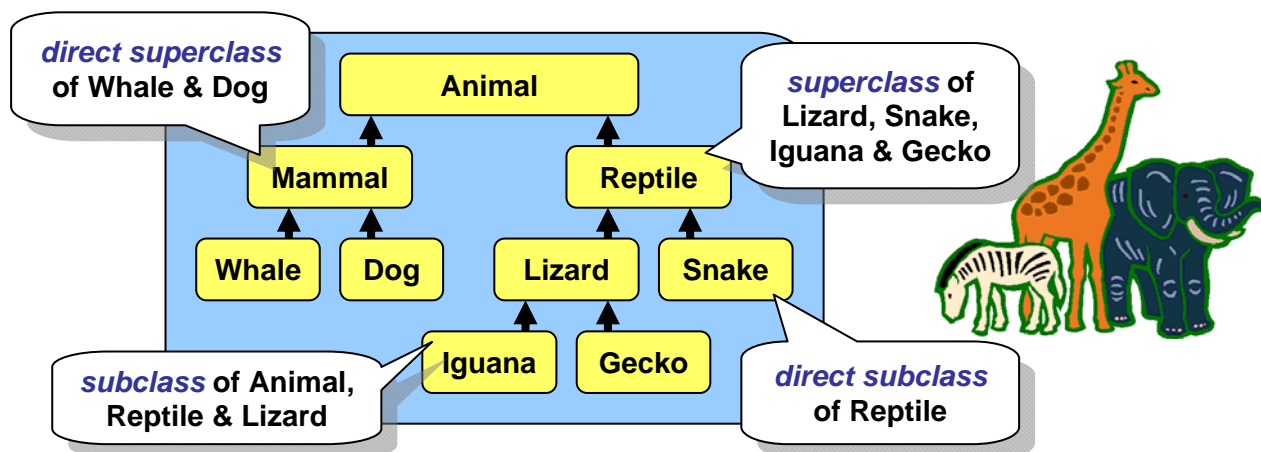 direct superclass
of Whale & Dog
Animal
superclass of
Lizard, Snake,
Iguana & Gecko
Mammal
Reptile
Whale
Dog
Lizard
Snake
Iguana
Gecko
subclass of Animal,
Reptile & Lizard
direct subclass
of Reptile